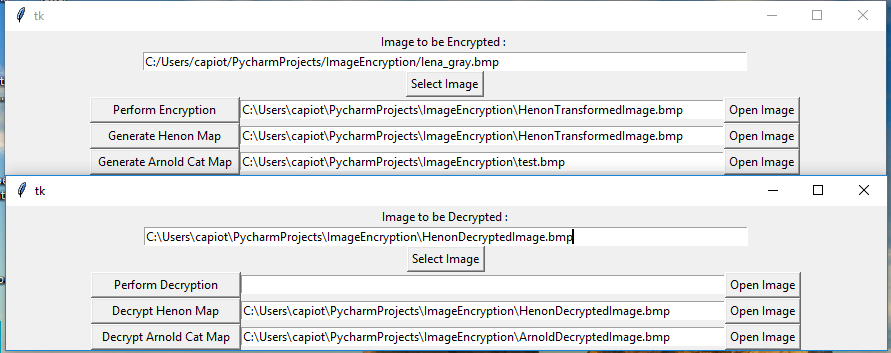 tk
Image to be Encrypted :
C:/Users/capiot/PycharmProjects/ImageEncryption/lena_gray.bmp
Select Image
Perform Encryption C:\Users\capiot\PycharmProjects\ImageEncryption\HenonTransformedImage.bmp Open Image
Generate Henon Map C:\Users\capiot\PycharmProjects\ImageEncryption\HenonTransformedImage.bmp Open Image
Generate Arnold Cat Map C:\Users\capiot\PycharmProjects\ImageEncryption\test.bmp Open Image
tk
Image to be Decrypted :
C:\Users\capiot\PycharmProjects\ImageEncryption\HenonDecryptedImage.bmp
Select Image
Perform Decryption Open Image
Decrypt Henon Map C:\Users\capiot\PycharmProjects\ImageEncryption\HenonDecryptedImage.bmp Open Image
Decrypt Arnold Cat Map C:\Users\capiot\PycharmProjects\ImageEncryption\ArnoldDecryptedImage.bmp Open Image